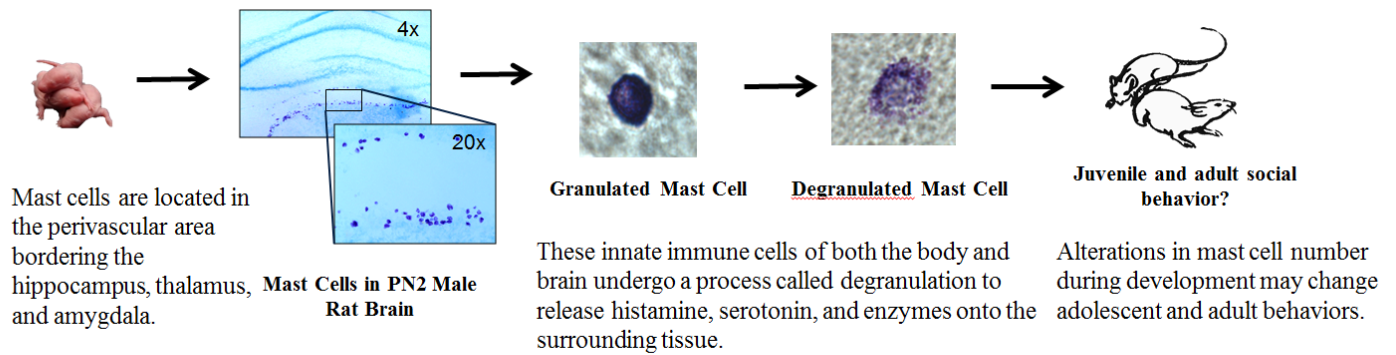 4x
20x
Mast cells are located in
the perivascular area
bordering the
hippocampus, thalamus,
and amygdala.
Mast Cells in PN2 Male
Rat Brain
Granulated Mast Cell
Degranulated Mast Cell
These innate immune cells of both the body and
brain undergo a process called degranulation to
release histamine, serotonin, and enzymes onto the
surrounding tissue.
Juvenile and adult social
behavior?
Alterations in mast cell number
during development may change
adolescent and adult behaviors.